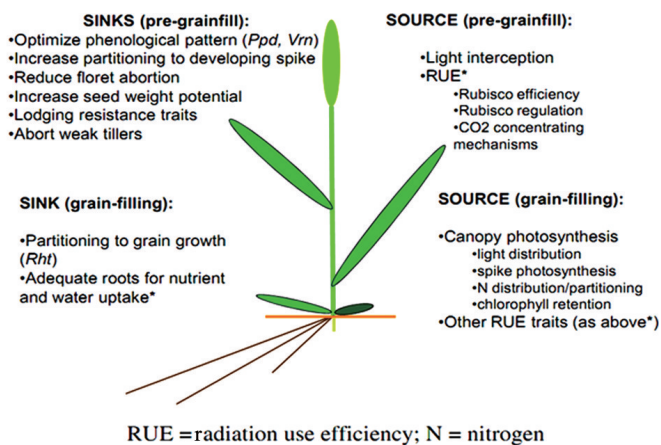 SINKS (pre-grainfill):
•Optimize phenological pattern (Ppd, Vrn)
•Increase partitioning to developing spike
•Reduce floret abortion
•Increase seed weight potential
•Lodging resistance traits
•Abort weak tillers
SINK (grain-filling):
•Partitioning to grain growth
(Rht)
•Adequate roots for nutrient
and water uptake*
SOURCE (pre-grainfill):
•Light interception
•RUE*
•Rubisco efficiency
•Rubisco regulation
•CO2 concentrating
mechanisms
SOURCE (grain-filling):
•Canopy photosynthesis
•light distribution
•spike photosynthesis
•N distribution/partitioning
•chlorophyll retention
•Other RUE traits (as above*)
RUE =radiation use efficiency; N = nitrogen